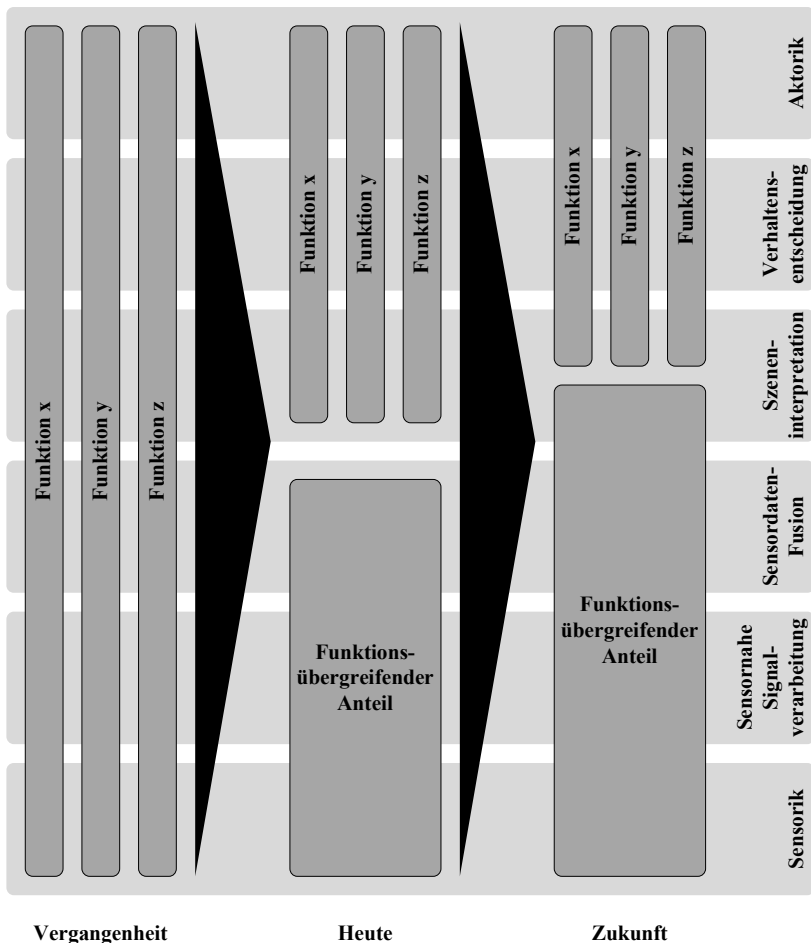 Funktion x
Funktion y
Funktion z
Funktion x
Funktion y
Funktion z
Funktions-
übergreifender
Anteil
Funktion x
Funktion y
Funktion z
Funktions-
übergreifender
Anteil
Aktorik
Verhaltens-
entscheidung
Szenen-
interpretation
Sensordaten-
Fusion
Sensornahe
Signal-
verarbeitung
Sensorik
Vergangenheit
Heute
Zukunft